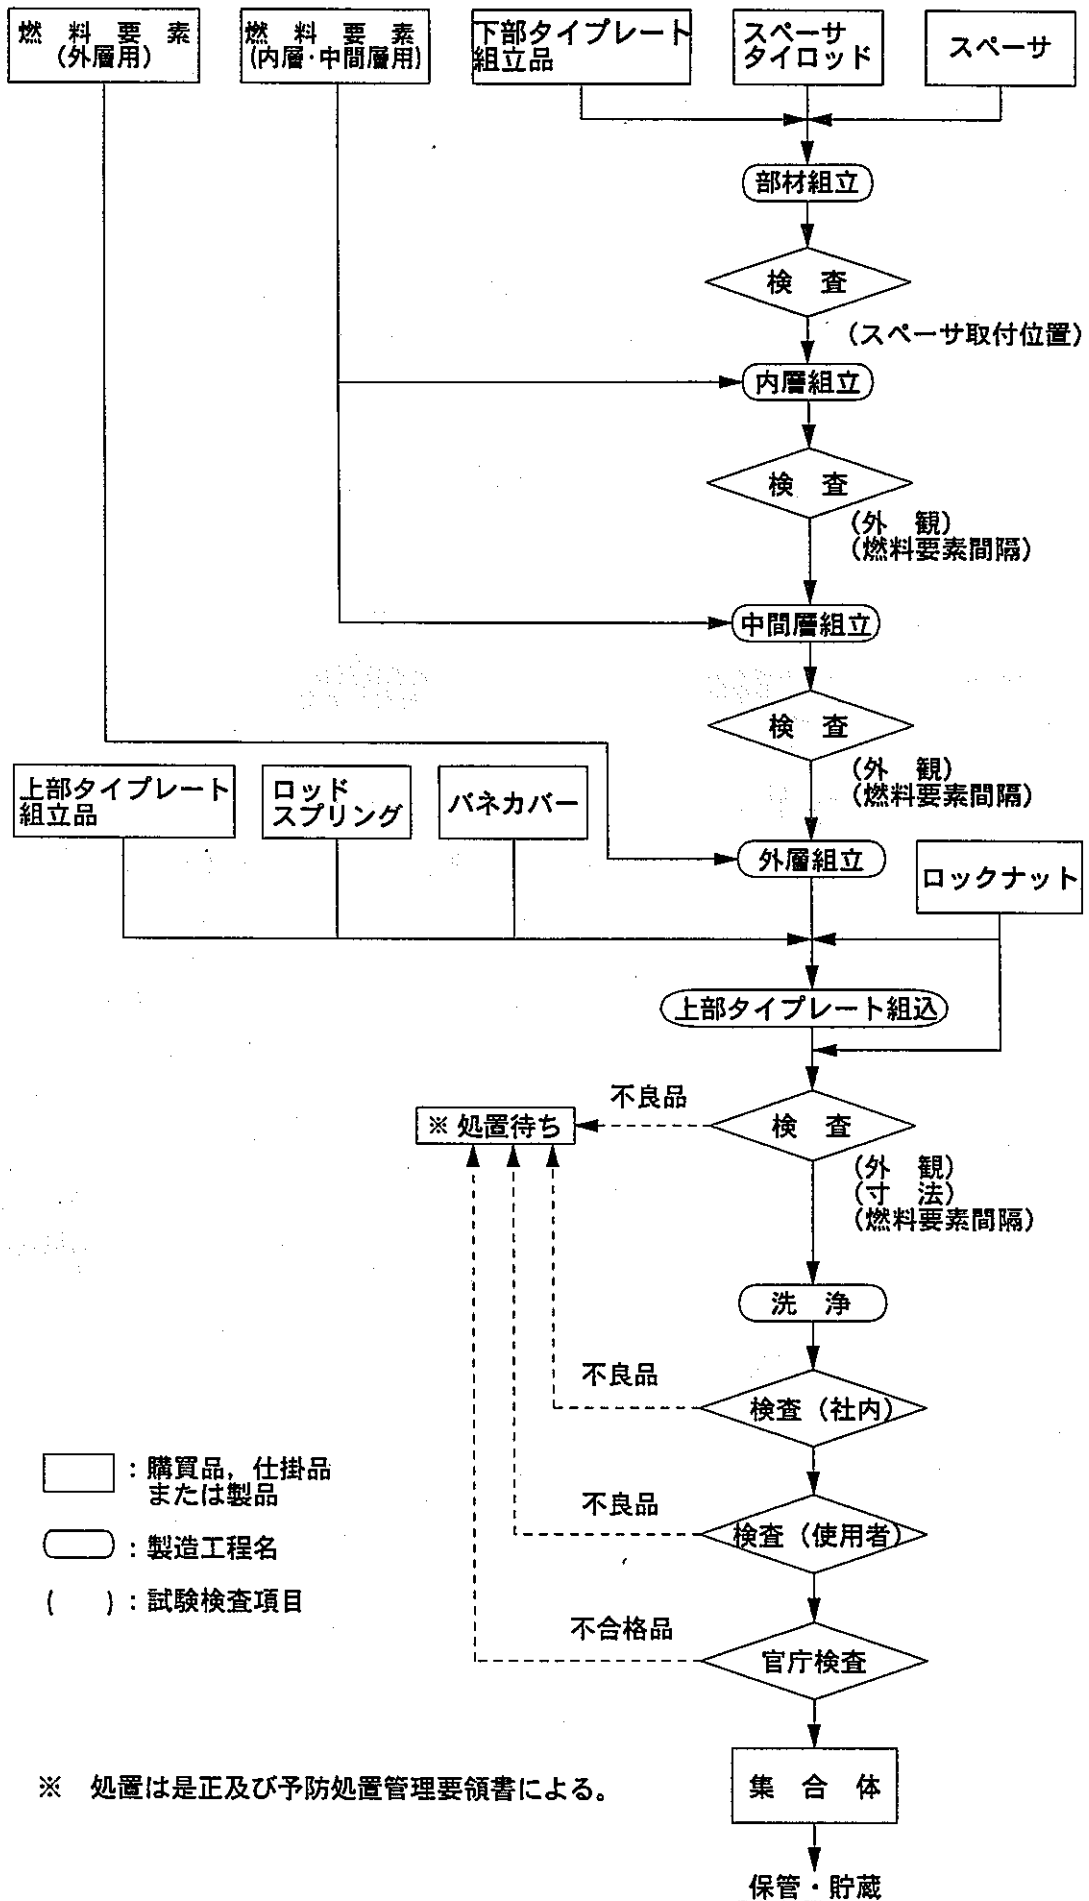 燃料要素
(外層用)
燃料要素
(内層・中間層用)
下部タイプレート
組立品
スペーサ
タイロッド
スペーサ
部材組立
検 査
(スペーサ取付位置)
内層組立
検 査
(外 観)
(燃料要素間隔)
中間層組立
検 査
(外 観)
(燃料要素間隔)
上部タイプレート
組立品
ロッド
スプリング
バネカバー
外層組立
ロックナット
上部タイプレート組込
不良品
※ 処置待ち
検 査
(外 観)
(寸 法)
(燃料要素間隔)
洗 浄
不良品
検査(社内)
不良品
検査(使用者)
不合格品
官庁検査
:購買品,仕掛品
または製品
:製造工程名
( ):試験検査項目
※ 処置は是正及び予防処置管理要領書による。
集 合 体
保管・貯蔵